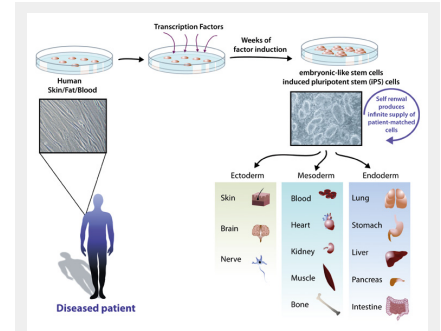 Transcription Factors
Weeks of
factor induction
Human
Skin/Fat/Blood
embryonic-like stem cells
induced pluripotent stem (iPS) cells
Self renwal
produces
infinite supply of
patient-matched
cells
Ectoderm
Mesoderm
Endoderm
Skin
Brain
Nerve
Blood
Heart
Kidney
Muscle
Bone
Lung
Stomach
Liver
Pancreas
Intestine
Diseased patient